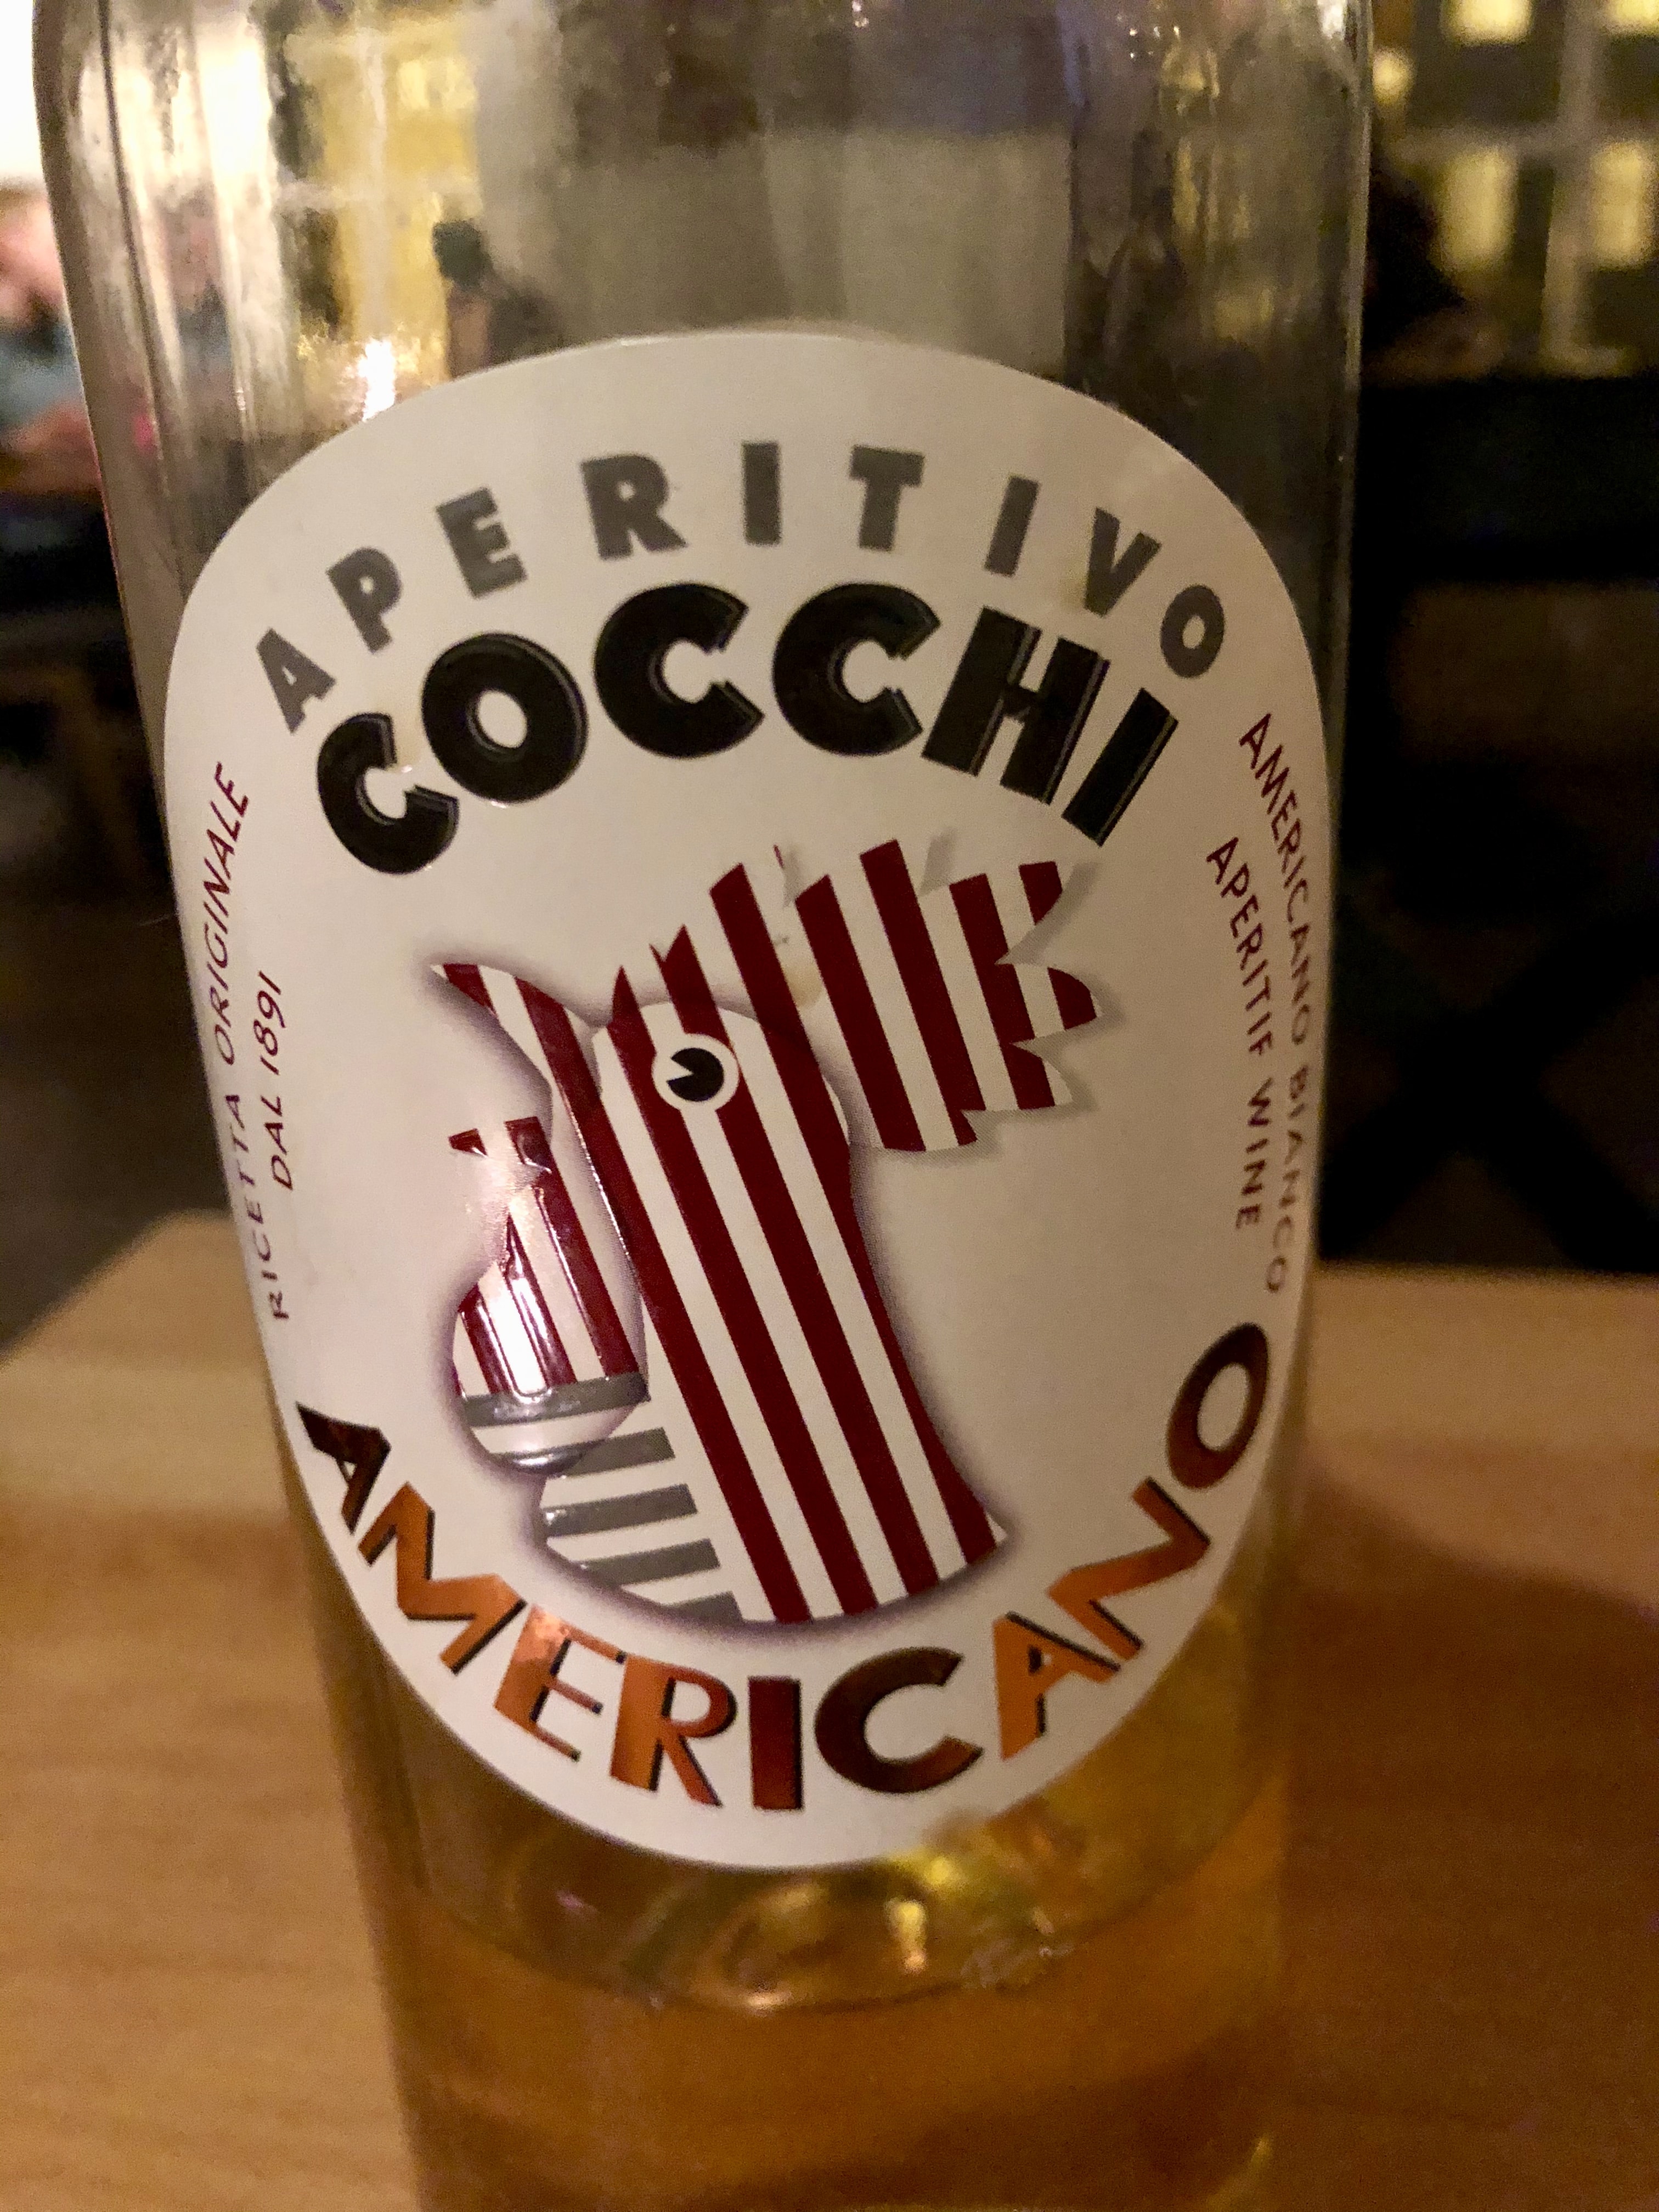 APERITIVO
COCCHI
RICETTA ORIGINALE
DAL 1891
AMERICANO BIANCO
APERITIF WINE
AMERICANO